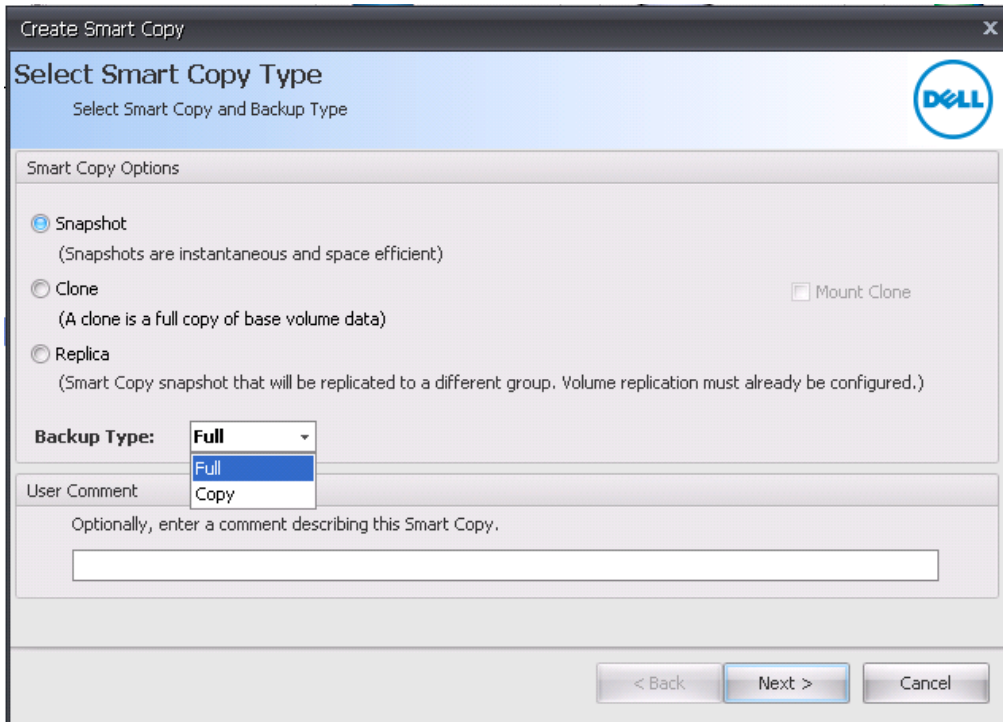 Create Smart Copy
x
Select Smart Copy Type
Select Smart Copy and Backup Type
DELL
Smart Copy Options
Snapshot
(Snapshots are instantaneous and space efficient)
Clone
Mount Clone
(A clone is a full copy of base volume data)
Replica
(Smart Copy snapshot that will be replicated to a different group. Volume replication must already be configured.)
Backup Type:
Full
Full
Copy
User Comment
Optionally, enter a comment describing this Smart Copy.
< Back
Next >
Cancel